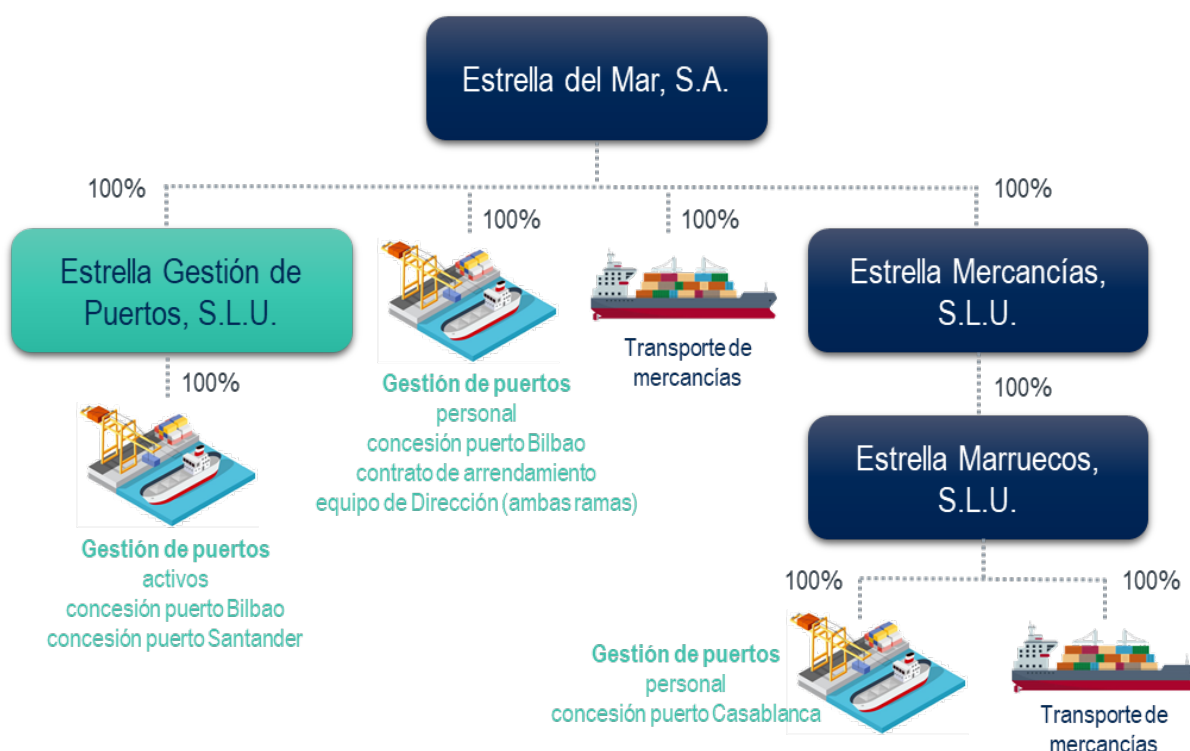 Estrella del Mar, S.A.
100%
100%
100%
100%
Estrella Gestión de
Puertos, S.L.U.
100%
Gestión de puertos
activos
concesión puerto Bilbao
concesión puerto Santander
Gestión de puertos
personal
concesión puerto Bilbao
contrato de arrendamiento
equipo de Dirección (ambas ramas)
Transporte de
mercancías
Estrella Mercancías,
S.L.U.
100%
Estrella Marruecos,
S.L.U.
100%
100%
Gestión de puertos
personal
concesión puerto Casablanca
Transporte de
mercancías